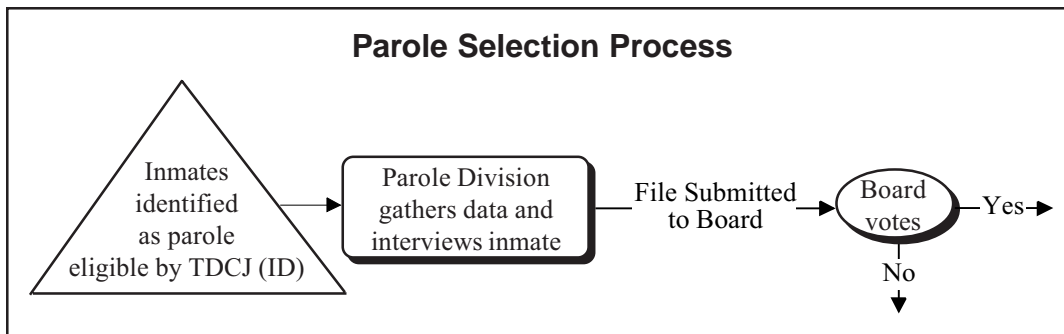 Parole Selection Process
Inmates
identified
as parole
eligible by TDCJ (ID)
Parole Division
gathers data and
interviews inmate
File Submitted
to Board
Board
votes
Yes
No